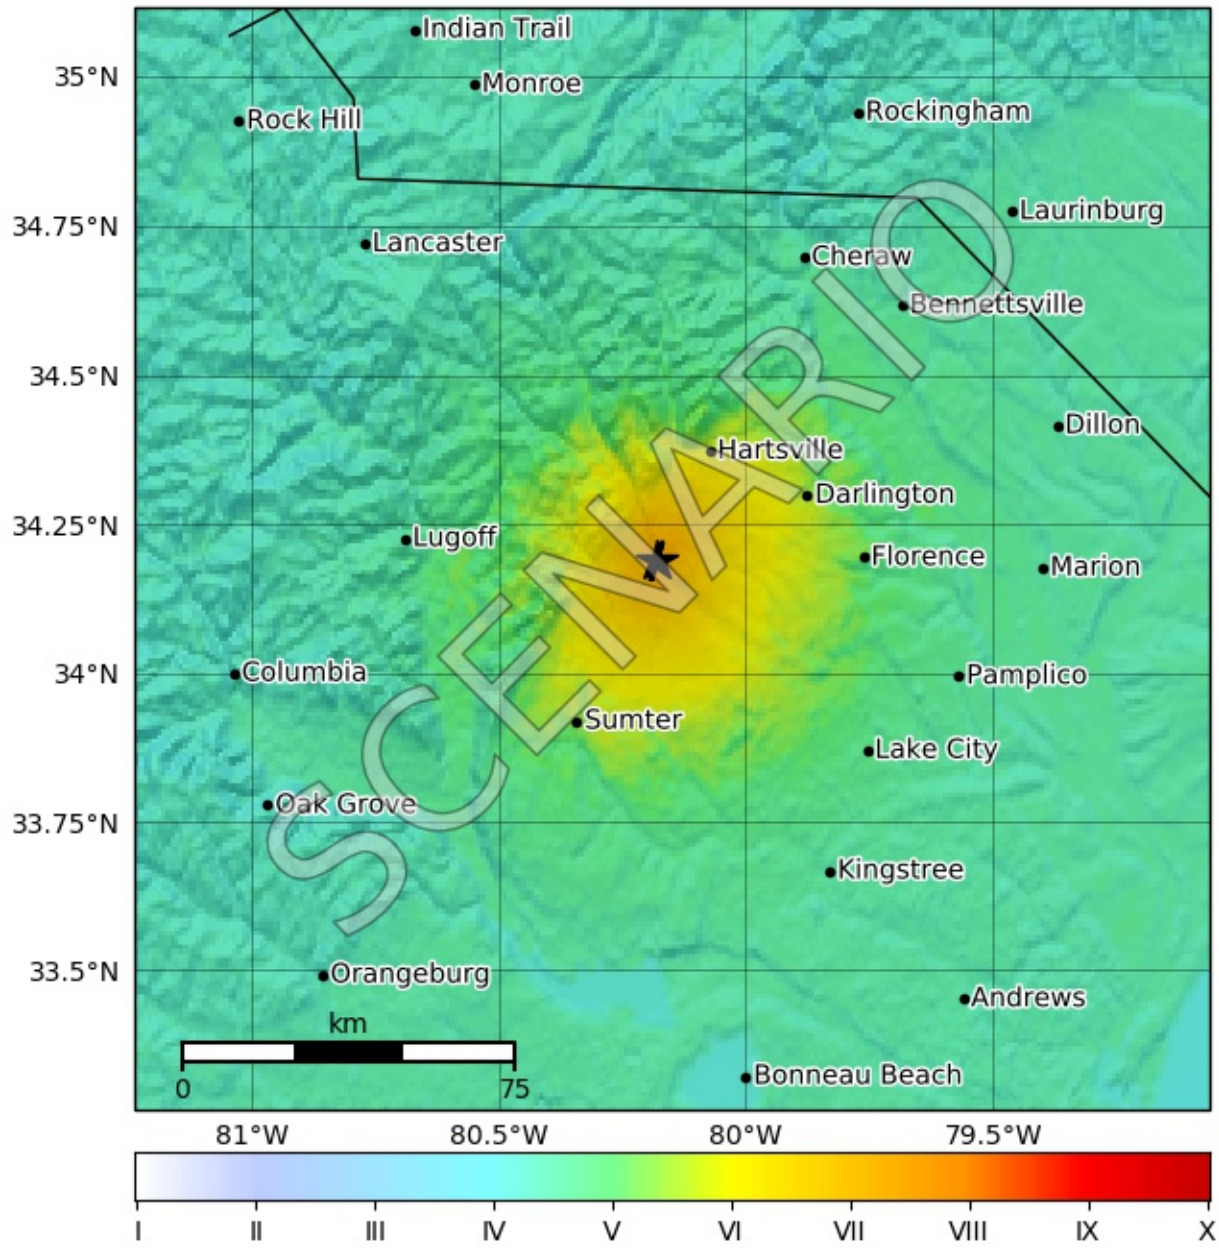 Indian Trail
35°N
Monroe
Rockingham
Rock Hill
Laurinburg
34.75°N
Lancaster
Cheraw
Bennettsville
34.5°N
Dillon
Hartsville
Darlington
34.25°N
Lugoff
Florence
Marion
SCENARIO
34°N
Columbia
Pamplico
Sumter
Lake City
Oak Grove
33.75°N
Kingstree
33.5°N
Orangeburg
Andrews
km
0 75
Bonneau Beach
81°W 80.5°W 80°W 79.5°W
I II III IV V VI VII VIII IX X